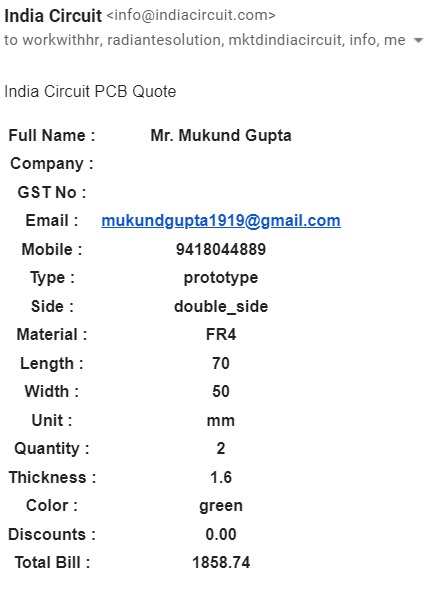 India Circuit <info@indiacircuit.com>
to workwithhr, radiantesolution, mktdindiacircuit, info, me
India Circuit PCB Quote
Full Name : Mr. Mukund Gupta
Company :
GST No :
Email : mukundgupta1919@gmail.com
Mobile : 9418044889
Type : prototype
Side : double_side
Material : FR4
Length : 70
Width : 50
Unit : mm
Quantity : 2
Thickness : 1.6
Color : green
Discounts : 0.00
Total Bill : 1858.74